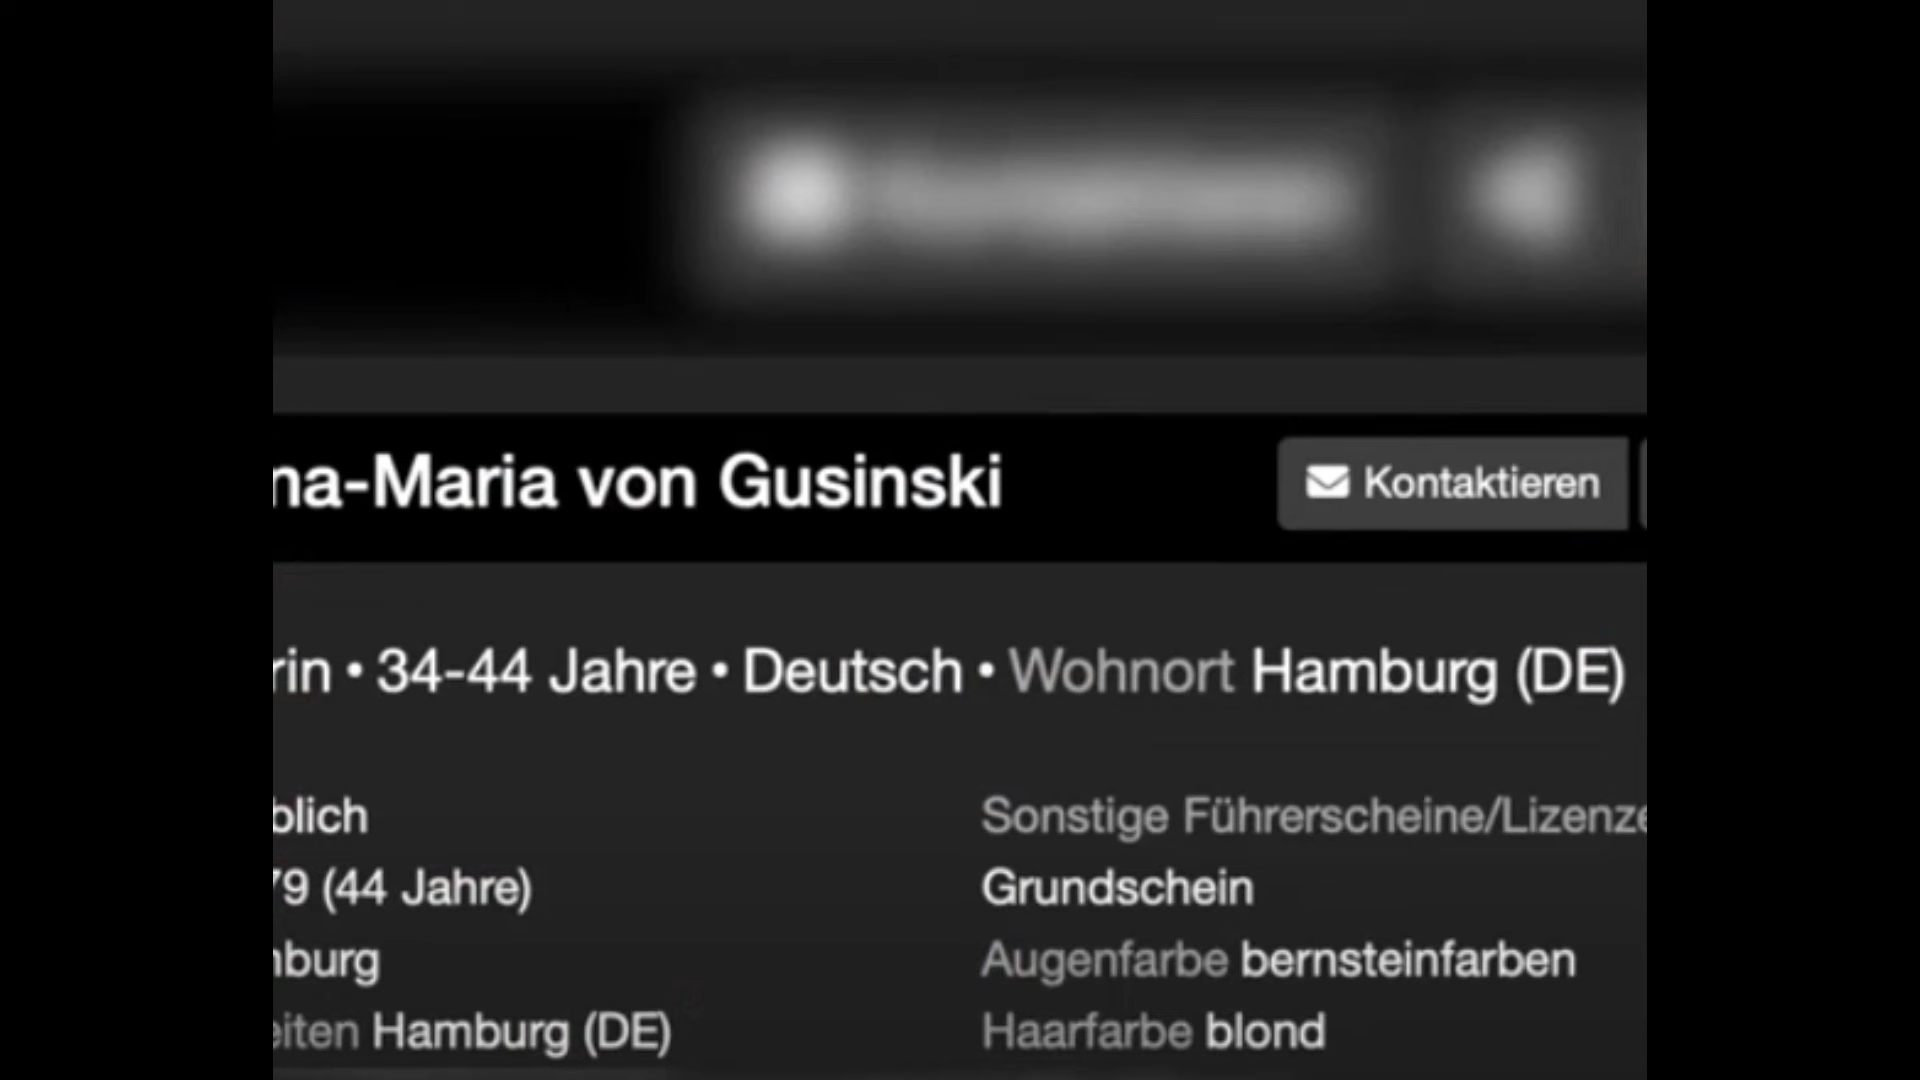 na-Maria von Gusinski
Kontaktieren
rin • 34-44 Jahre • Deutsch • Wohnort Hamburg (DE)
blich
79 (44 Jahre)
nburg
eiten Hamburg (DE)
Sonstige Führerscheine/Lizenze
Grundschein
Augenfarbe bernsteinfarben
Haarfarbe blond